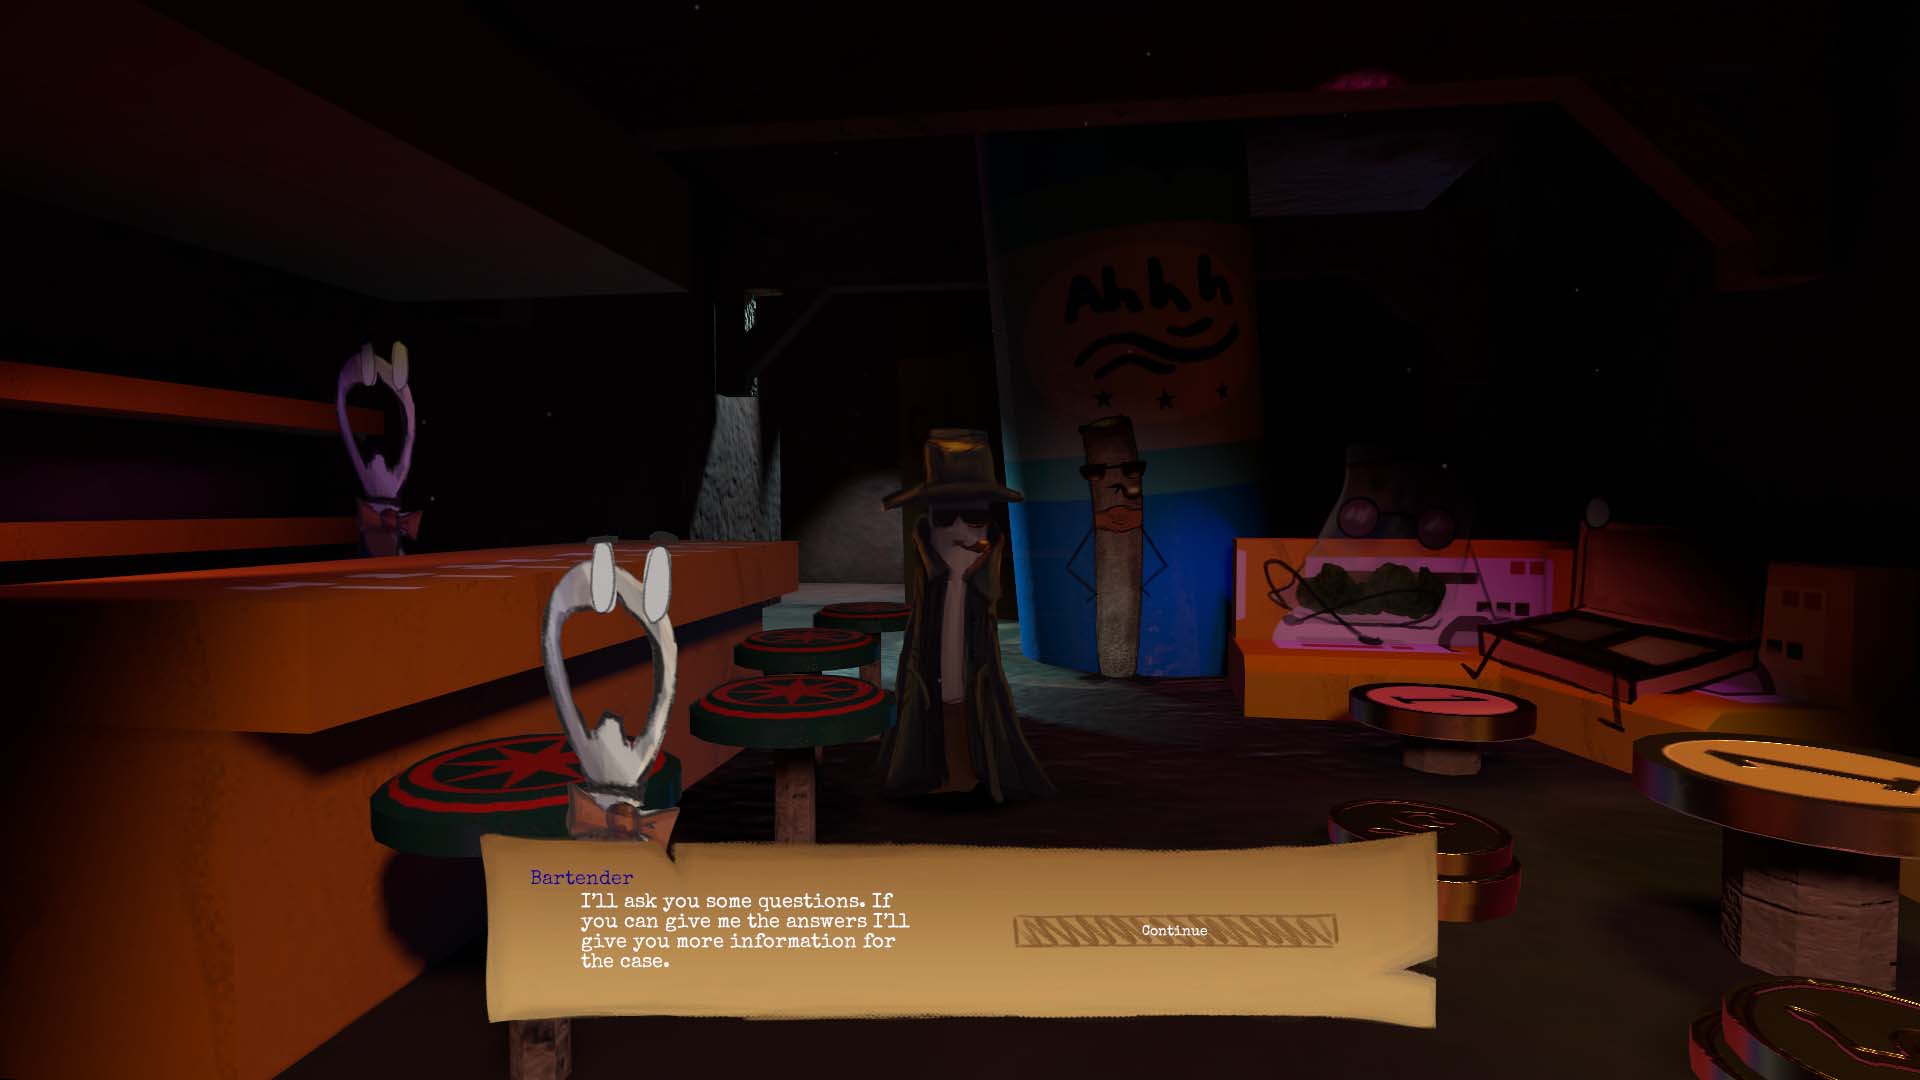 Ahhh
Bartender
I'll ask you some questions. If
you can give me the answers I'll
give you more information for
the case.
Continue